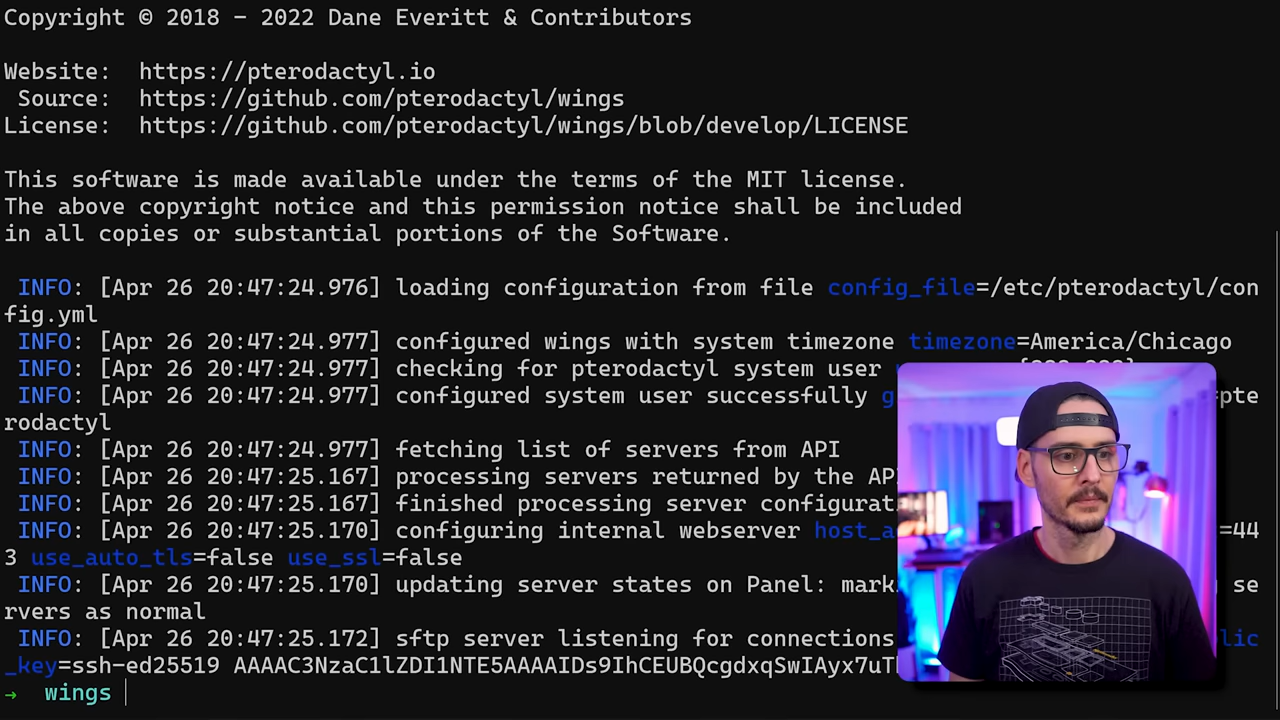 Copyright © 2018 - 2022 Dane Everitt & Contributors
Website:  https://pterodactyl.io
Source:  https://github.com/pterodactyl/wings
License:  https://github.com/pterodactyl/wings/blob/develop/LICENSE
This software is made available under the terms of the MIT license.
The above copyright notice and this permission notice shall be included
in all copies or substantial portions of the Software.
INFO: [Apr 26 20:47:24.976] loading configuration from file config_file=/etc/pterodactyl/con
fig.yml
INFO: [Apr 26 20:47:24.977] configured wings with system timezone timezone=America/Chicago
INFO: [Apr 26 20:47:24.977] checking for pterodactyl system user
INFO: [Apr 26 20:47:24.977] configured system user successfully g =pte
rodactyl
INFO: [Apr 26 20:47:24.977] fetching list of servers from API
INFO: [Apr 26 20:47:25.167] processing servers returned by the AP
INFO: [Apr 26 20:47:25.167] finished processing server configurat
INFO: [Apr 26 20:47:25.170] configuring internal webserver host_a =44
3 use_auto_tls=false use_ssl=false
INFO: [Apr 26 20:47:25.170] updating server states on Panel: mark se
rvers as normal
INFO: [Apr 26 20:47:25.172] sftp server listening for connections lic
_key=ssh-ed25519 AAAAC3NzaC1lZDI1NTE5AAAAIDs9IhCEUBQcgdxqSwIAyx7uT
→ wings